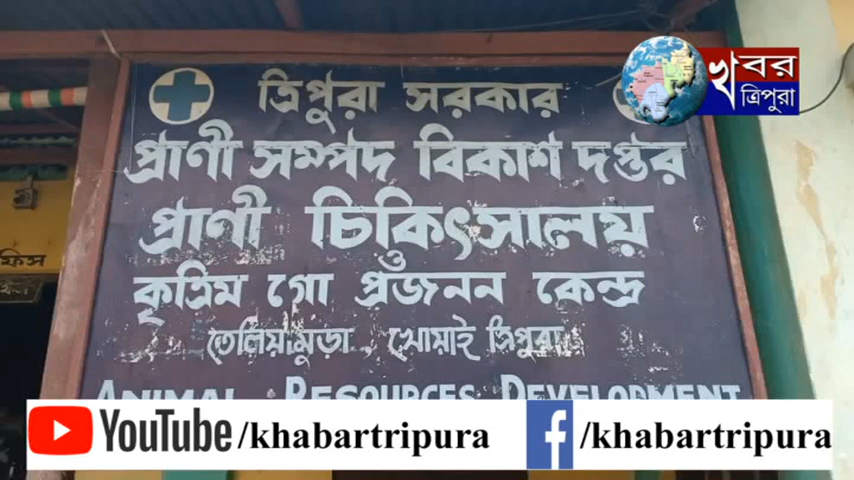 ত্রিপুরা সরকার
খবর
ত্রিপুরা
প্রাণী সম্পদ বিকাশ দপ্তর
প্রাণী চিকিৎসালয়
ও
কৃত্রিম গো প্রজনন কেন্দ্র
ফিস
তেলিয়ামুড়া, খোয়াই ত্রিপুরা
ANIMAL RESOURCES DEVELOPMENT
YouTube/khabartripura
f/khabartripura